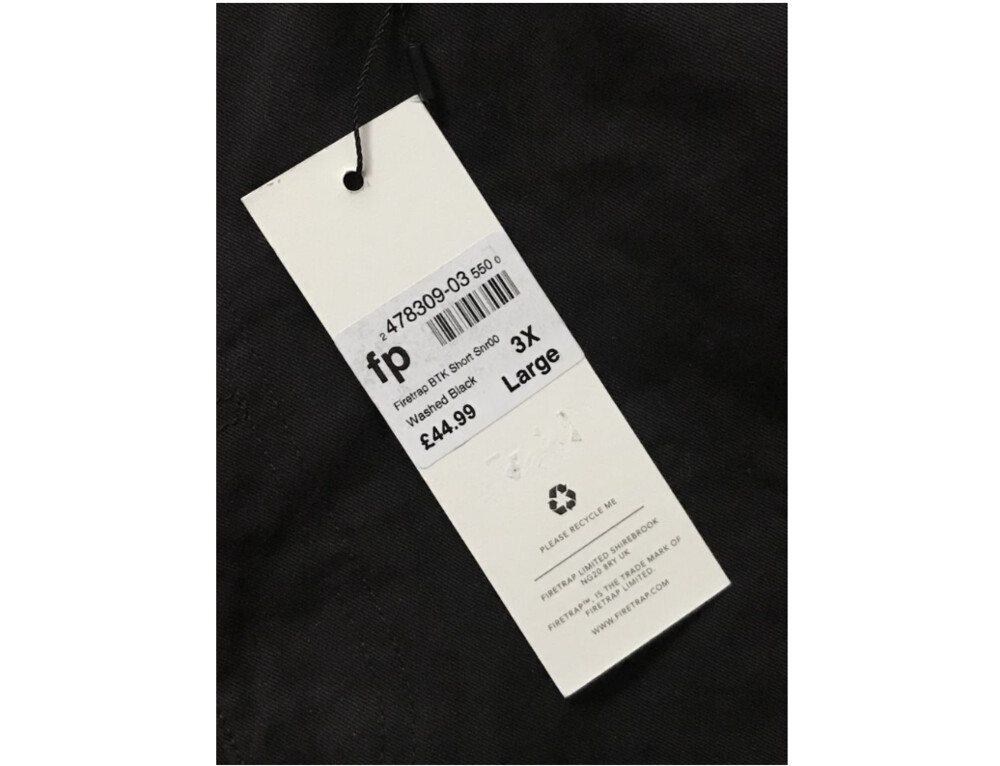 2 478309-03 550 0
fp
Firetrap BTK Short Snr00
Washed Black
£44.99
3X
Large
PLEASE RECYCLE ME
FIRETRAP LIMITED SHIREBROOK
NG20 8RY UK
FIRETRAP™, IS THE TRADE MARK OF
FIRETRAP LIMITED.
WWW.FIRETRAP.COM